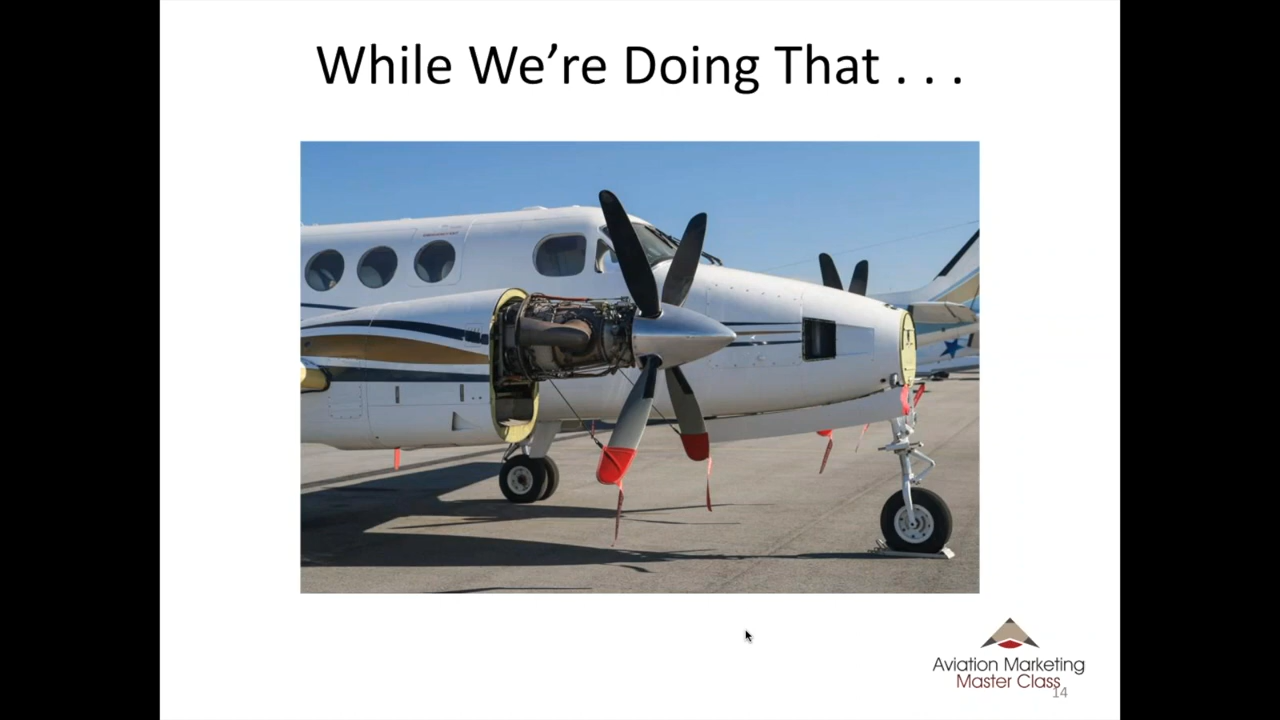 While We’re Doing That . . .
Aviation Marketing
Master Class
14